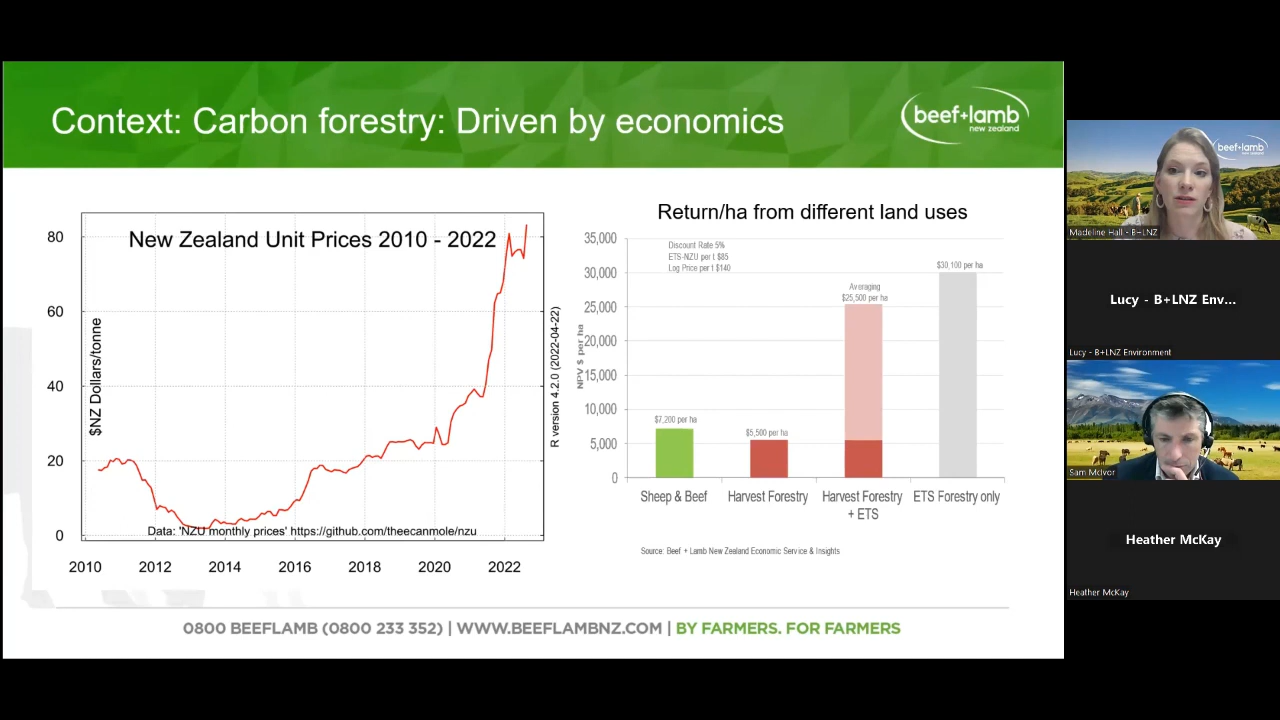 Context: Carbon forestry: Driven by economics
beef+lamb
new zealand
New Zealand Unit Prices 2010 - 2022
80
60
40
20
0
$NZ Dollars/tonne
R version 4.2.0 (2022-04-22)
Data: 'NZU monthly prices' https://github.com/theecanmole/nzu
2010 2012 2014 2016 2018 2020 2022
Return/ha from different land uses
35,000
30,000
25,000
20,000
15,000
10,000
5,000
0
NPV $ per ha
Discount Rate 5%
ETS-NZU per t $85
Log Price per t $140
$7,200 per ha
$5,500 per ha
Averaging
$25,500 per ha
$30,100 per ha
Sheep & Beef
Harvest Forestry
Harvest Forestry
+ ETS
ETS Forestry only
Source: Beef + Lamb New Zealand Economic Service & Insights
0800 BEEFLAMB (0800 233 352) | WWW.BEEFLAMBNZ.COM | BY FARMERS. FOR FARMERS
beef+lamb
new zealand
Madeline Hall - B+LNZ
Lucy - B+LNZ Env...
Lucy - B+LNZ Environment
Sam McIvor
Heather McKay
Heather McKay